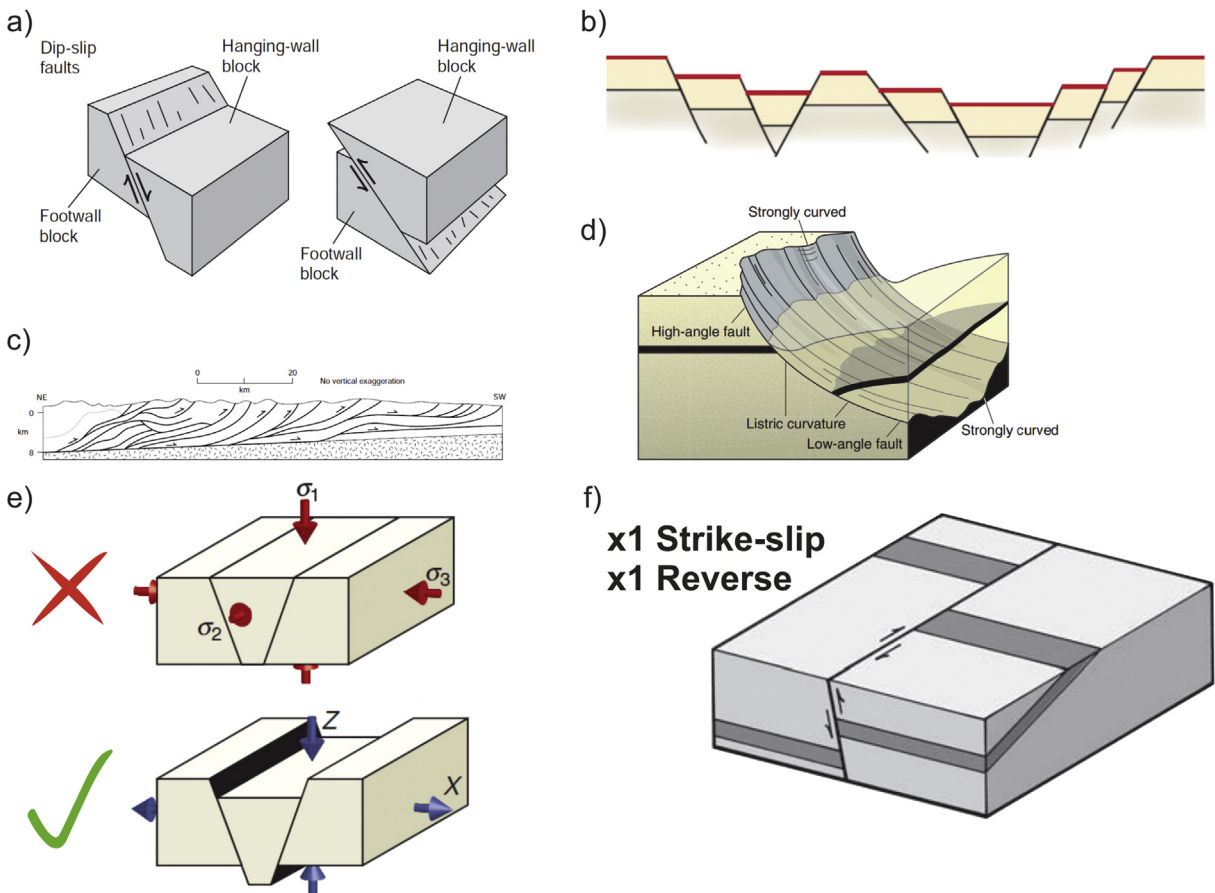 a)
Dip-slip
faults
Hanging-wall
block
Hanging-wall
block
Footwall
block
Footwall
block
b)
c)
0
20
km
No vertical exaggeration
NE
SW
0
km
8
d)
Strongly curved
High-angle fault
Listric curvature
Low-angle fault
Strongly curved
e)
σ1
σ3
σ2
Z
X
f)
x1 Strike-slip
x1 Reverse